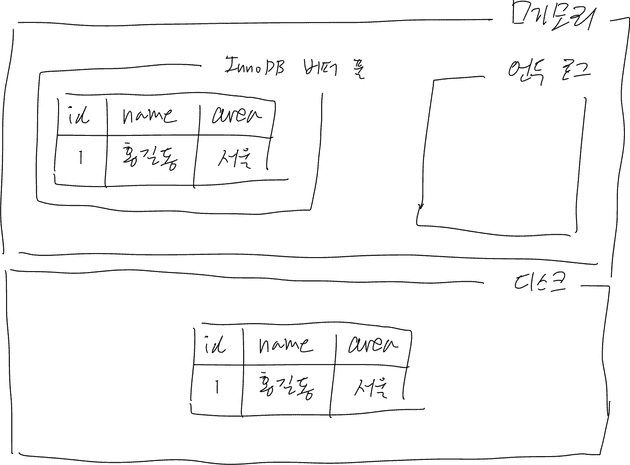 메모리
InnoDB 버퍼 풀
언두 로그
id name area
1 홍길동 서울
디스크
id name area
1 홍길동 서울